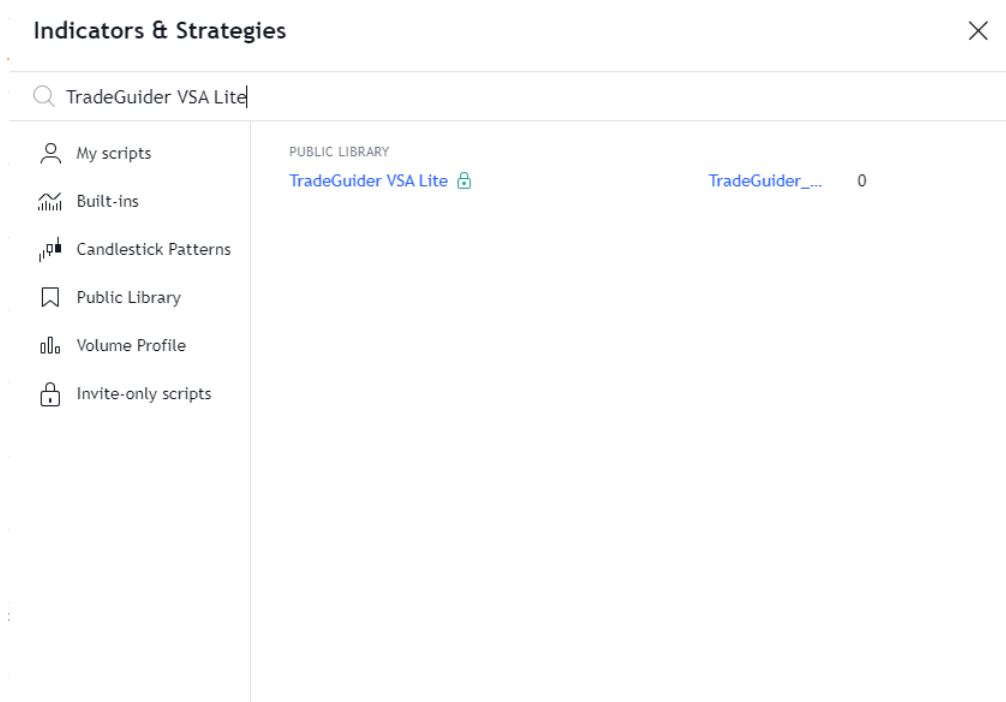 Indicators & Strategies
TradeGuider VSA Lite
My scripts
Built-ins
Candlestick Patterns
Public Library
Volume Profile
Invite-only scripts
PUBLIC LIBRARY
TradeGuider VSA Lite TradeGuider_... 0